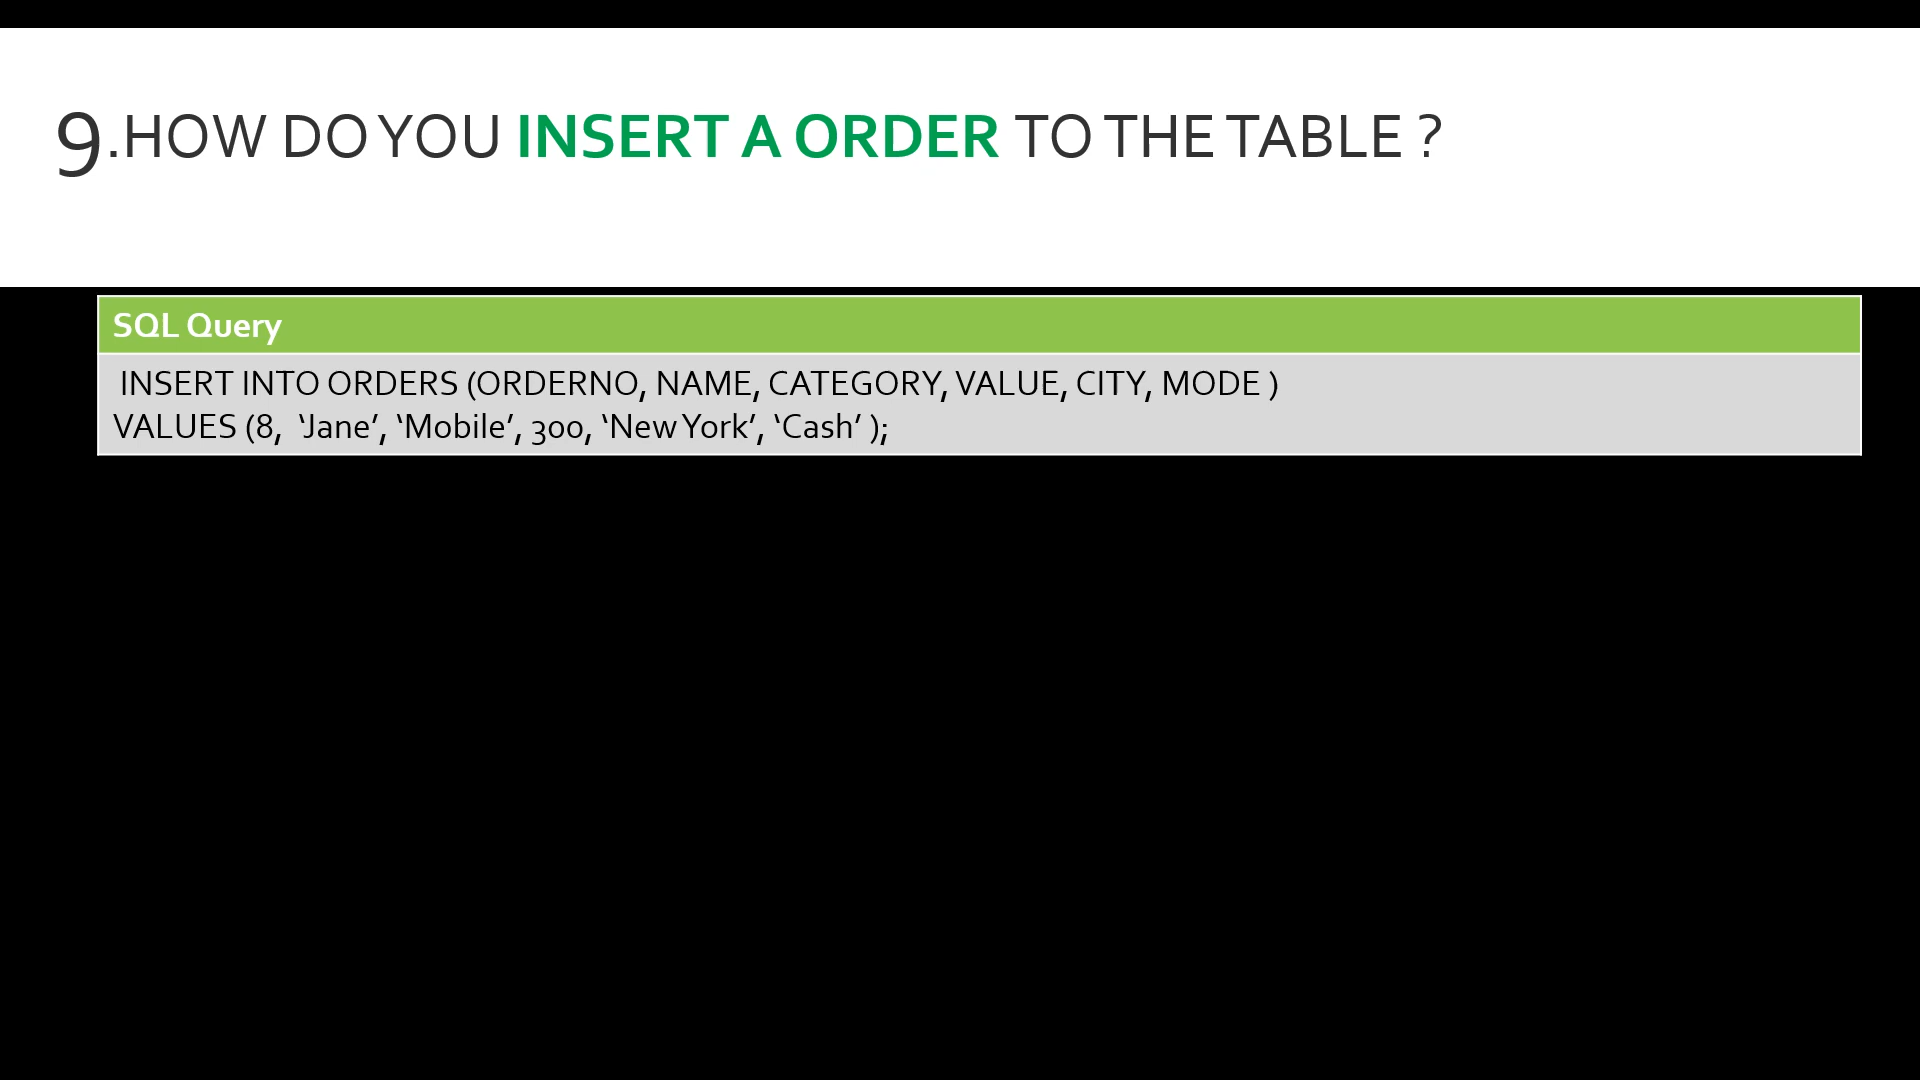 9.HOW DO YOU INSERT A ORDER TO THE TABLE ?
SQL Query
INSERT INTO ORDERS (ORDERNO, NAME, CATEGORY, VALUE, CITY, MODE )
VALUES (8, ‘Jane’, ‘Mobile’, 300, ‘New York’, ‘Cash’ );